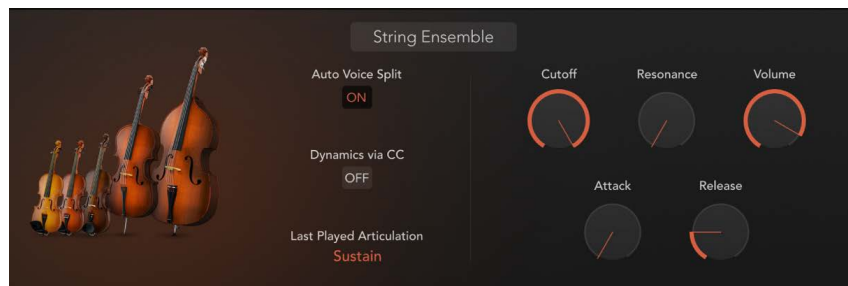 String Ensemble
Auto Voice Split
ON
Dynamics via CC
OFF
Last Played Articulation
Sustain
Cutoff
Resonance
Volume
Attack
Release